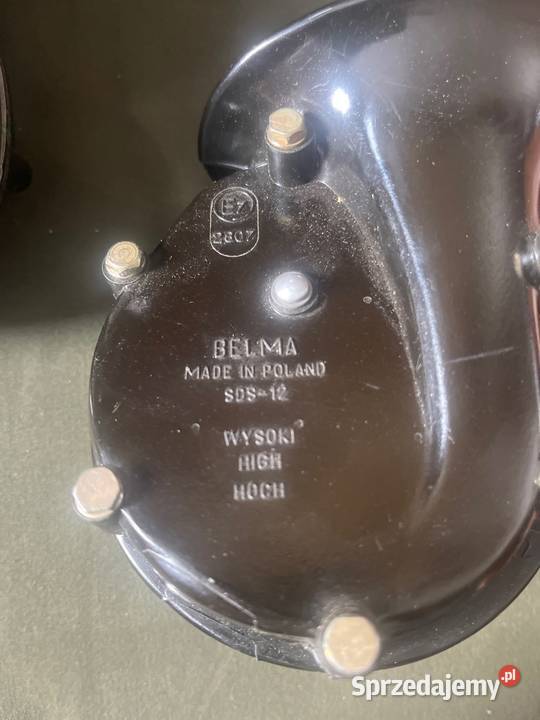 E7
2607
BELMA
MADE IN POLAND
SDS-12
WYSOKI
HIGH
HOCH
Sprzedajemy.pl